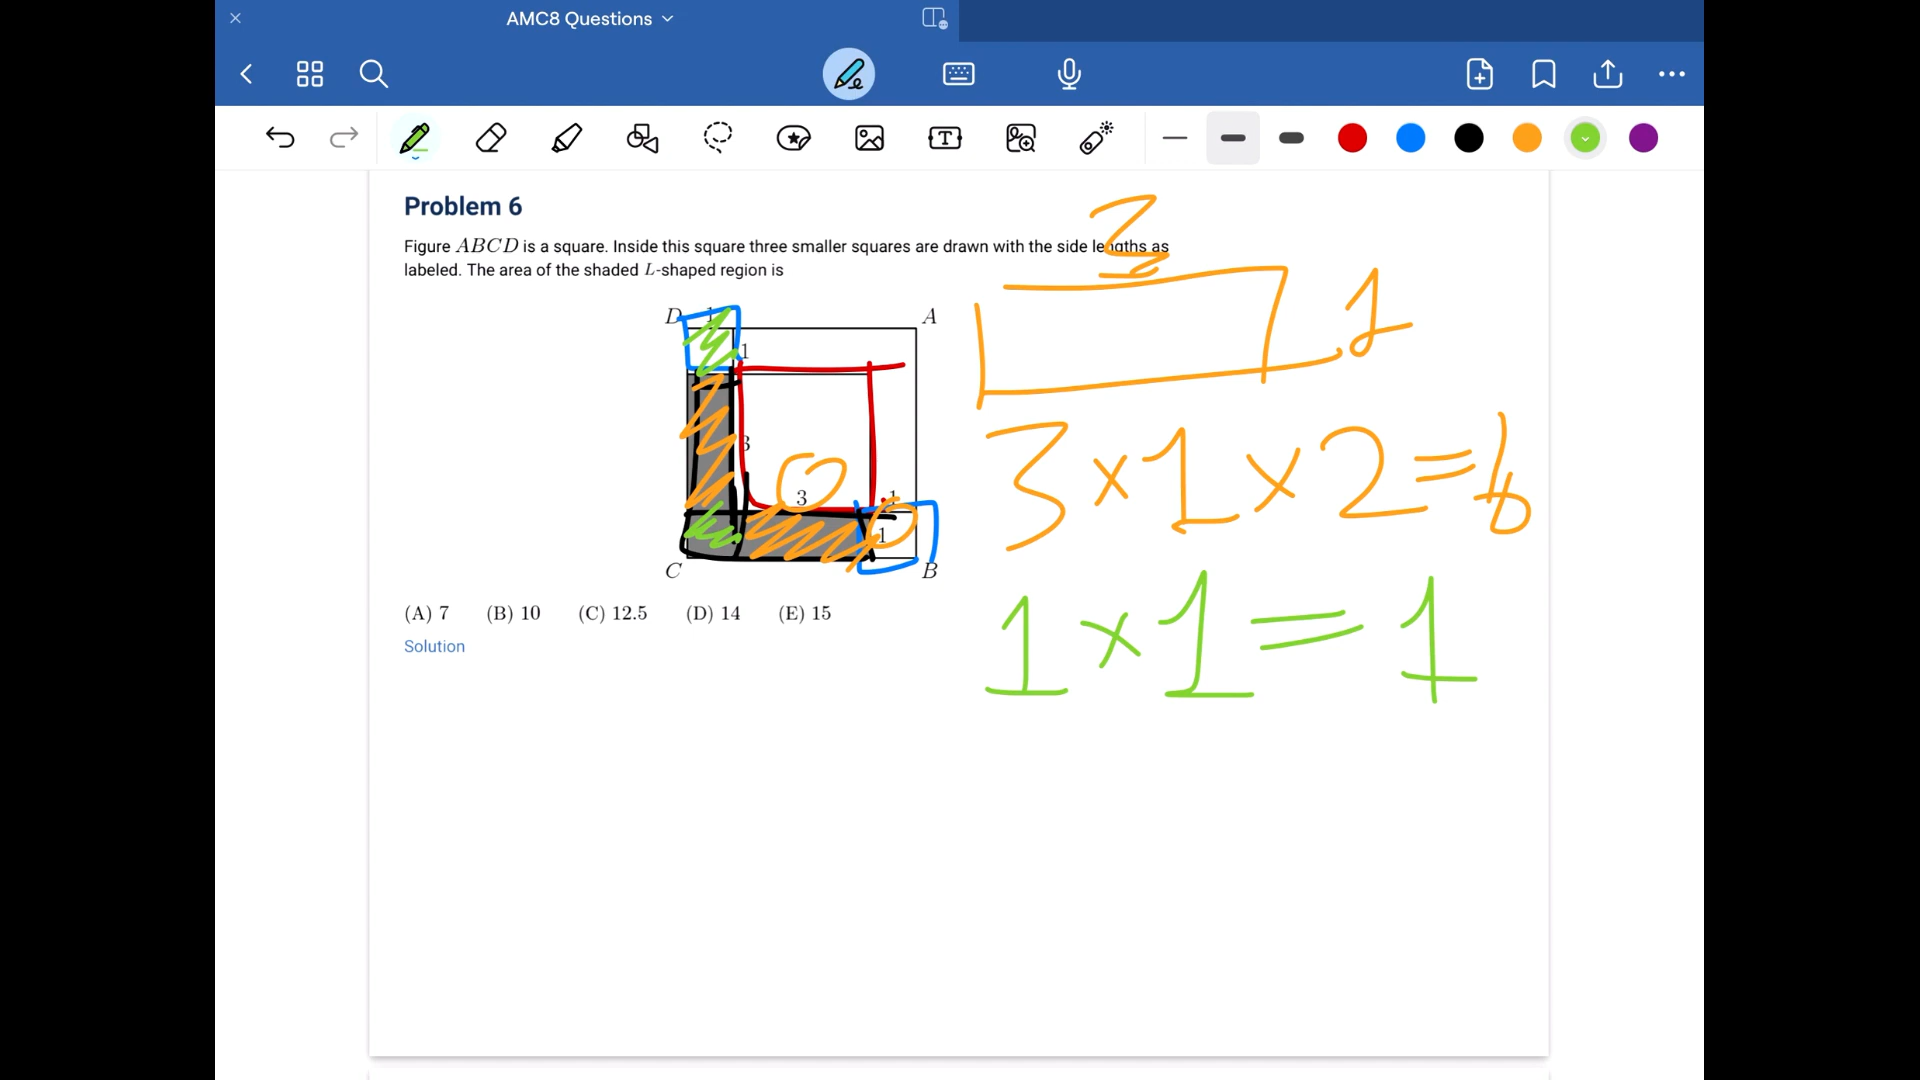 AMC8 Questions
Problem 6
Figure ABCD is a square. Inside this square three smaller squares are drawn with the side lengths as
labeled. The area of the shaded L-shaped region is
D 1 A
1
3
3 1
1
C B
(A) 7 (B) 10 (C) 12.5 (D) 14 (E) 15
Solution
3
1
3 × 1 × 2 = 6
1 × 1 = 1